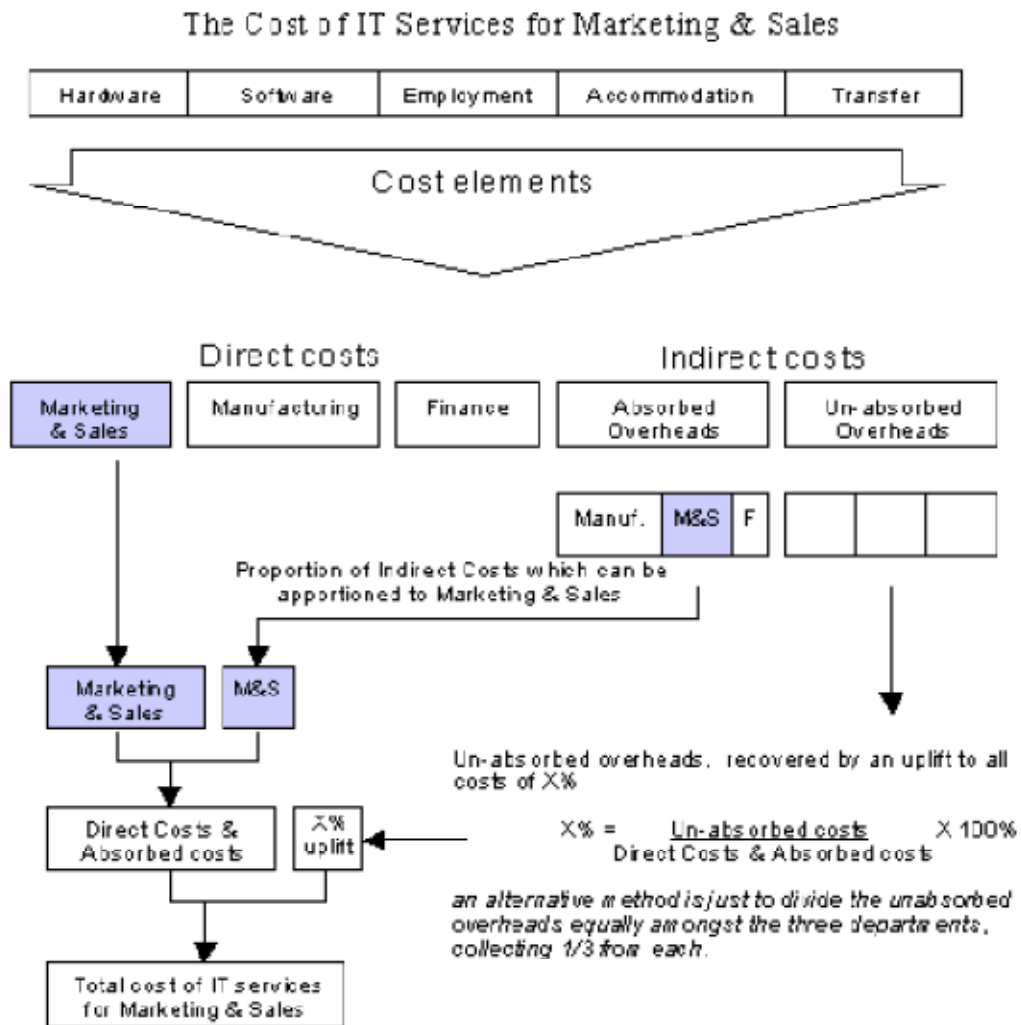 The Cost of IT Services for Marketing & Sales
Hardware
Software
Employment
Accommodation
Transfer
Cost elements
Direct costs
Indirect costs
Marketing
& Sales
Manufacturing
Finance
Absorbed
Overheads
Un-absorbed
Overheads
Manuf.
M&S
F
Proportion of Indirect Costs which can be
apportioned to Marketing & Sales
Marketing
& Sales
M&S
Un-absorbed overheads, recovered by an uplift to all
costs of X%
Direct Costs &
Absorbed costs
X%
uplift
X% = Un-absorbed costs X 100%
Direct Costs & Absorbed costs
an alternative method is just to divide the unabsorbed
overheads equally amongst the three departments,
collecting 1/3 from each.
Total cost of IT services
for Marketing & Sales